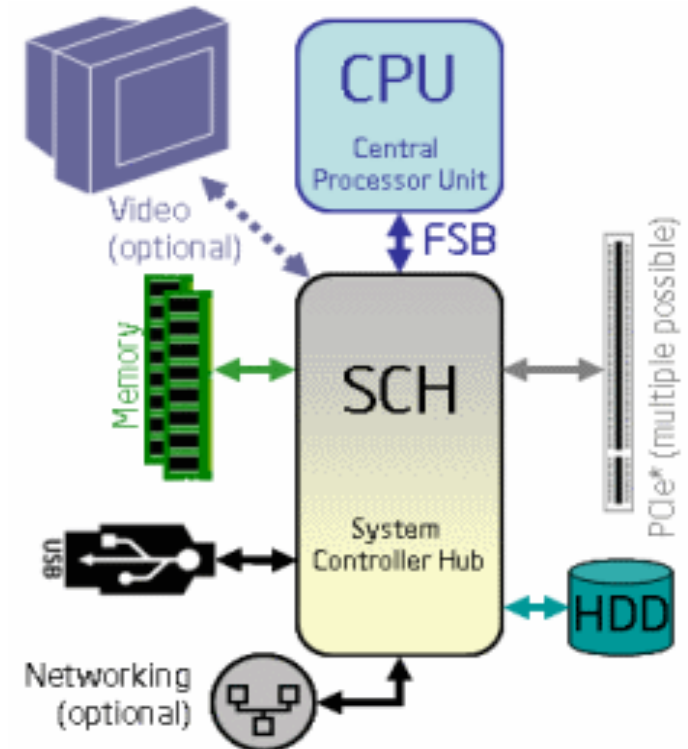 CPU
Central
Processor Unit
Video
(optional)
FSB
Memory
SCH
PCIe* (multiple possible)
System
Controller Hub
USB
HDD
Networking
(optional)